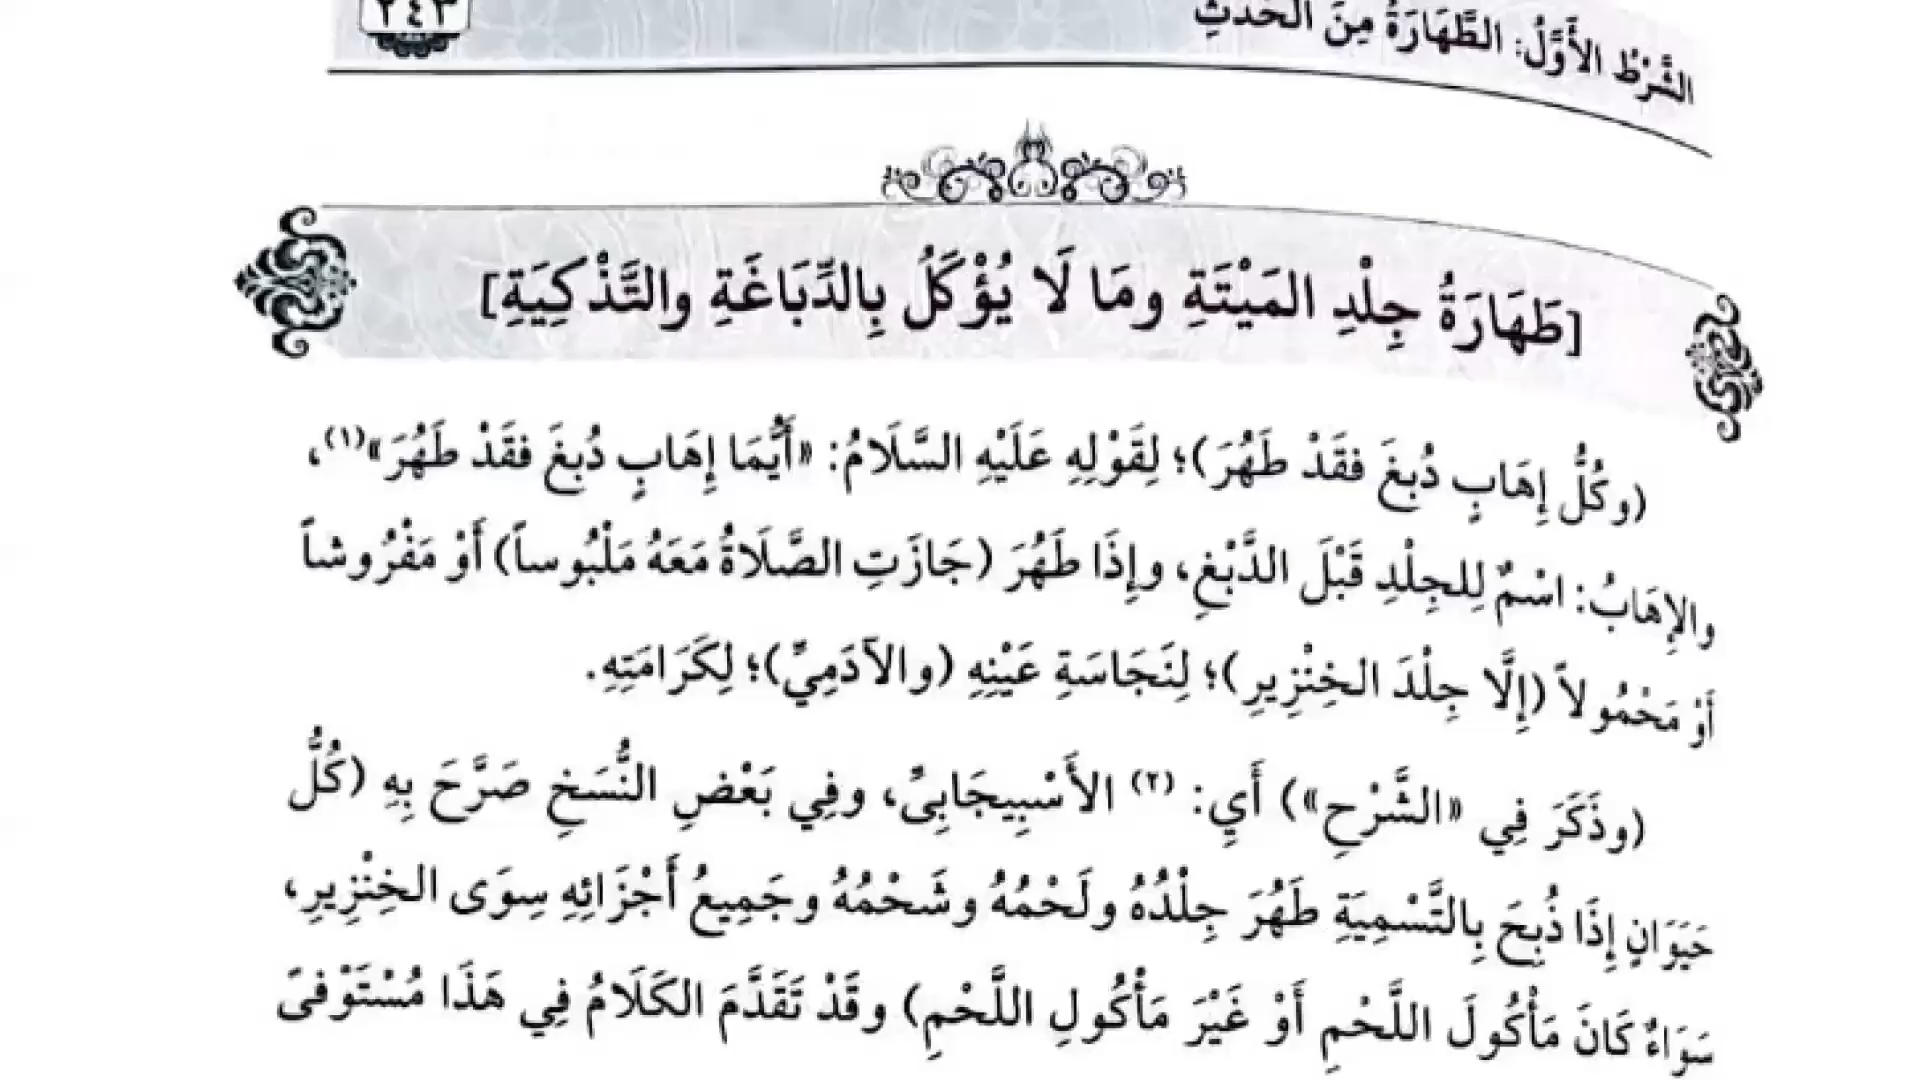 الشَّرْطُ الأَوَّلُ: الطَّهَارَةُ مِنَ الحَدَثِ
٢٤٣
[طَهَارَةُ جِلْدِ المَيْتَةِ ومَا لَا يُؤْكَلُ بِالدِّبَاغَةِ والتَّذْكِيَةِ]
(وكُلُّ إِهَابٍ دُبِغَ فقَدْ طَهُرَ)؛ لِقَوْلِهِ عَلَيْهِ السَّلَامُ: «أَيُّمَا إِهَابٍ دُبِغَ فقَدْ طَهُرَ»(١)،
والإِهَابُ: اسْمٌ لِلجِلْدِ قَبْلَ الدَّبْغِ، وإِذَا طَهُرَ (جَازَتِ الصَّلَاةُ مَعَهُ مَلْبُوساً) أَوْ مَفْرُوشاً
أَوْ مَحْمُولاً (إِلَّا جِلْدَ الخِنْزِيرِ)؛ لِنَجَاسَةِ عَيْنِهِ (والآدَمِيِّ)؛ لِكَرَامَتِهِ.
(وذَكَرَ فِي «الشَّرْحِ») أَيِ: (٢) الأَسْبِيجَابِيِّ، وفِي بَعْضِ النُّسَخِ صَرَّحَ بِهِ (كُلُّ
حَيَوَانٍ إِذَا ذُبِحَ بِالتَّسْمِيَةِ طَهُرَ جِلْدُهُ ولَحْمُهُ وشَحْمُهُ وجَمِيعُ أَجْزَائِهِ سِوَى الخِنْزِيرِ،
سَوَاءٌ كَانَ مَأْكُولَ اللَّحْمِ أَوْ غَيْرَ مَأْكُولِ اللَّحْمِ) وقَدْ تَقَدَّمَ الكَلَامُ فِي هَذَا مُسْتَوْفىً